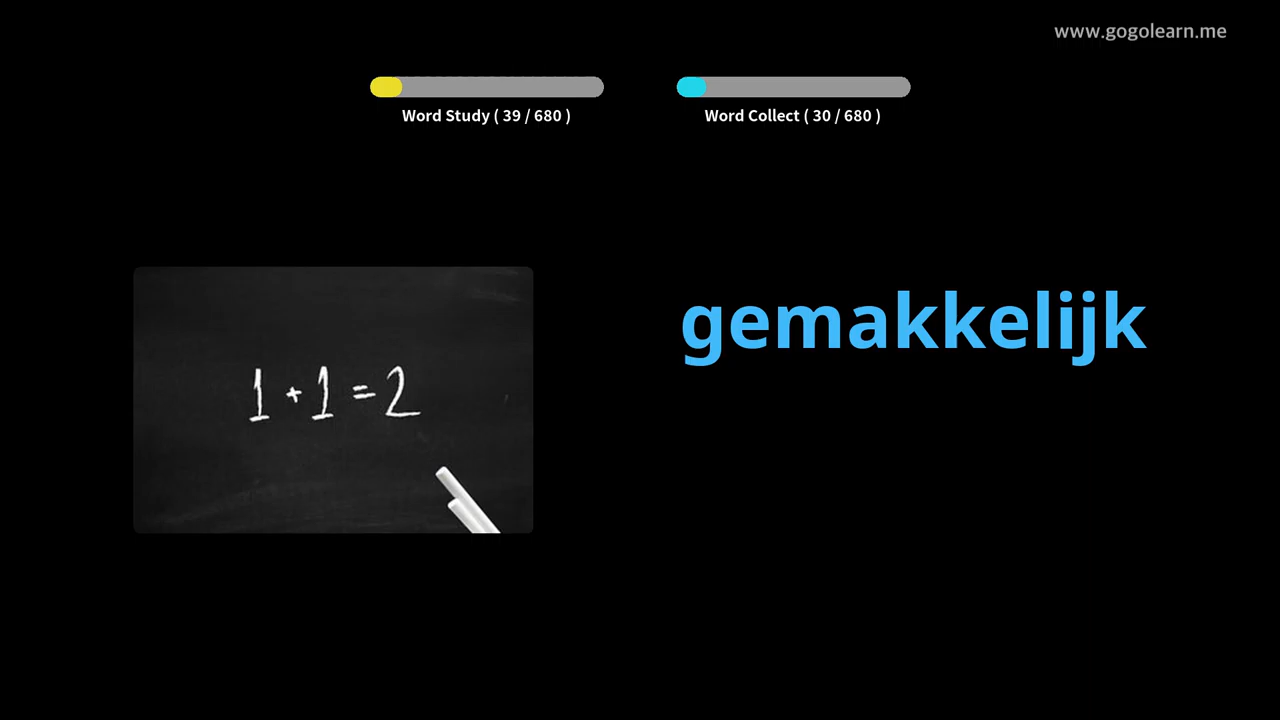 www.gogolearn.me
Word Study ( 39 / 680 )
Word Collect ( 30 / 680 )
gemakkelijk
1 + 1 = 2